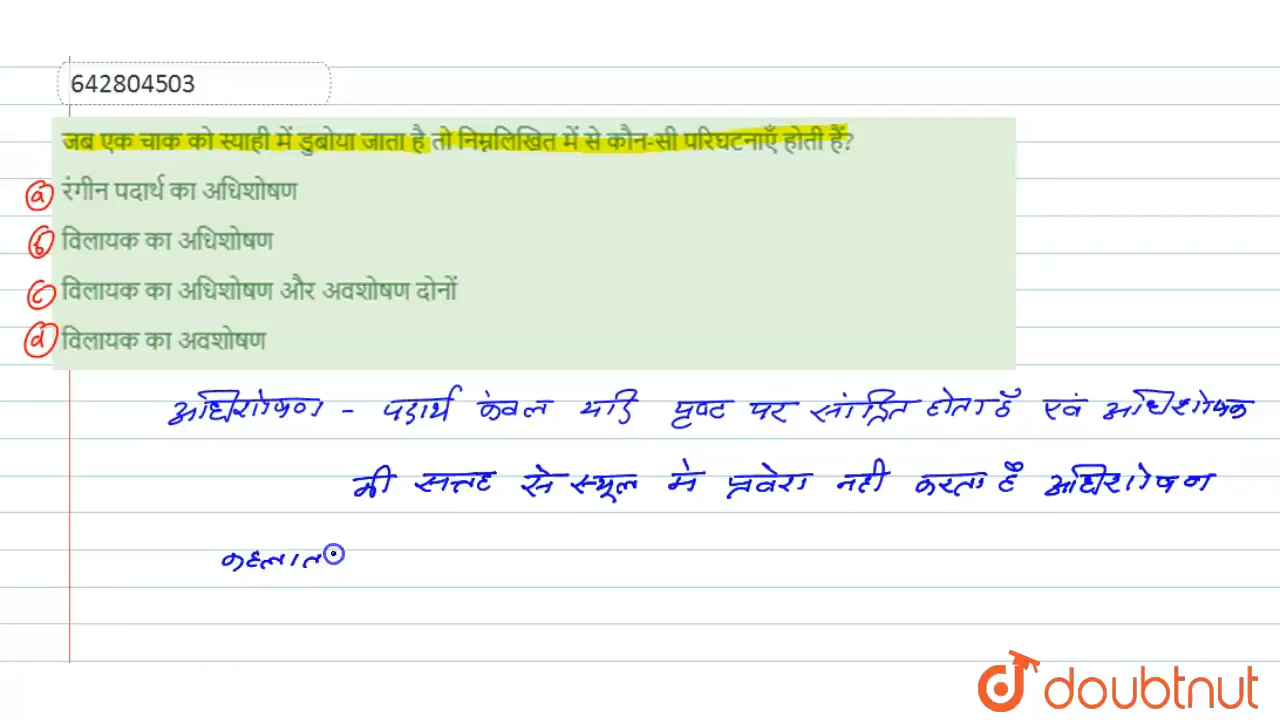 642804503
जब एक चाक को स्याही में डुबोया जाता है तो निम्नलिखित में से कौन-सी परिघटनाएँ होती हैं?
a रंगीन पदार्थ का अधिशोषण
b विलायक का अधिशोषण
c विलायक का अधिशोषण और अवशोषण दोनों
d विलायक का अवशोषण
अधिशोषण - पदार्थ केवल यदि पृष्ट पर सांद्रित होता है एवं अधिशोषक
की सतह से स्थूल मे प्रवेश नही करता है अधिशोषण
कहलात
doubtnut